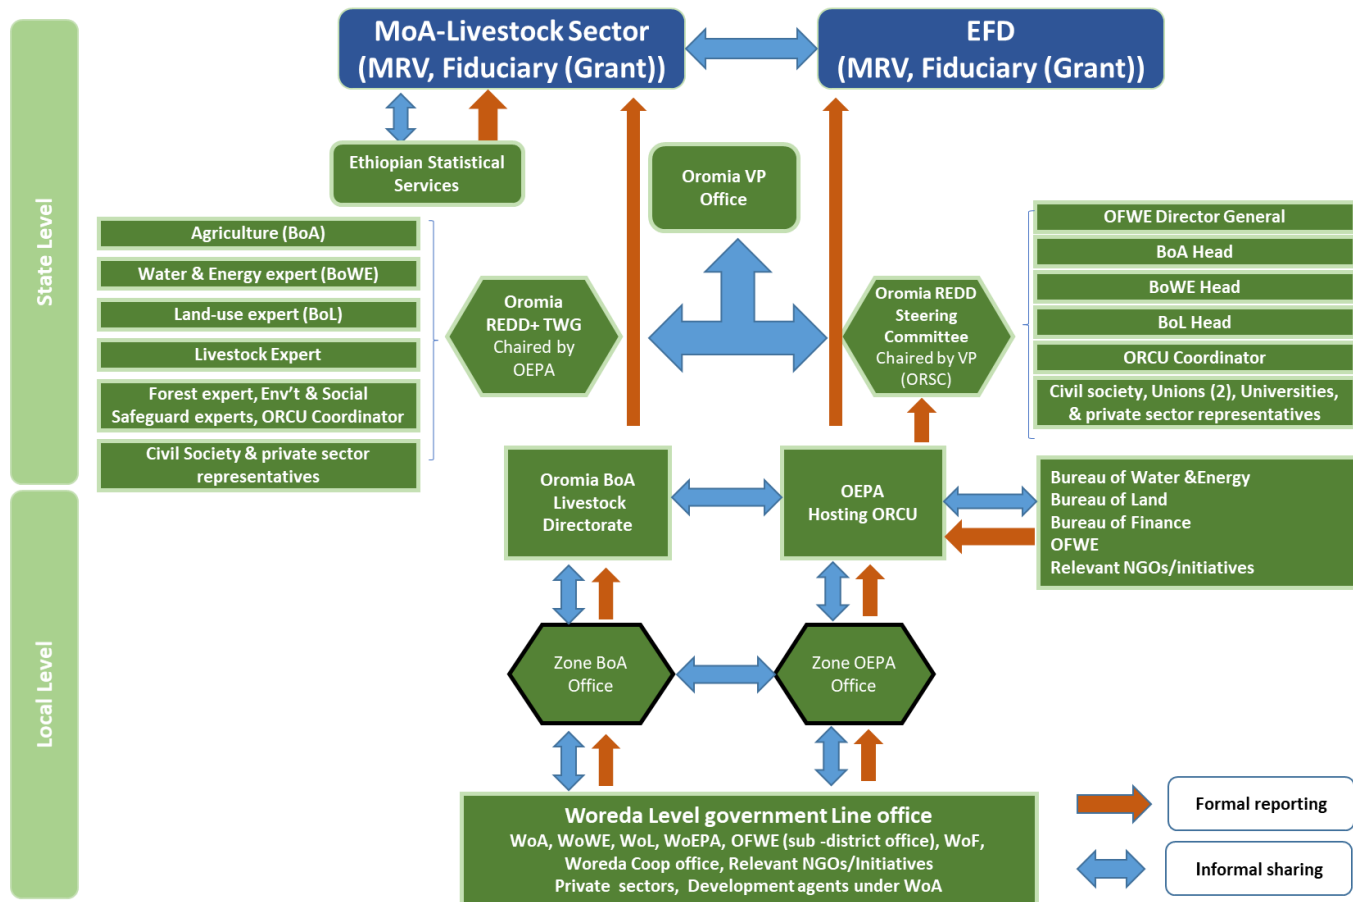 MoA-Livestock Sector
(MRV, Fiduciary (Grant))
EFD
(MRV, Fiduciary (Grant))
State Level
Ethiopian Statistical
Services
Oromia VP
Office
Agriculture (BoA)
Water & Energy expert (BoWE)
Land-use expert (BoL)
Livestock Expert
Forest expert, Env't & Social
Safeguard experts, ORCU Coordinator
Civil Society & private sector
representatives
Oromia
REDD+ TWG
Chaired by
OEPA
Oromia REDD
Steering
Committee
Chaired by VP
(ORSC)
OFWE Director General
BoA Head
BoWE Head
BoL Head
ORCU Coordinator
Civil society, Unions (2), Universities,
& private sector representatives
Local Level
Oromia BoA
Livestock
Directorate
OEPA
Hosting ORCU
Bureau of Water &Energy
Bureau of Land
Bureau of Finance
OFWE
Relevant NGOs/initiatives
Zone BoA
Office
Zone OEPA
Office
Woreda Level government Line office
WoA, WoWE, WoL, WoEPA, OFWE (sub -district office), WoF,
Woreda Coop office, Relevant NGOs/Initiatives
Private sectors, Development agents under WoA
Formal reporting
Informal sharing